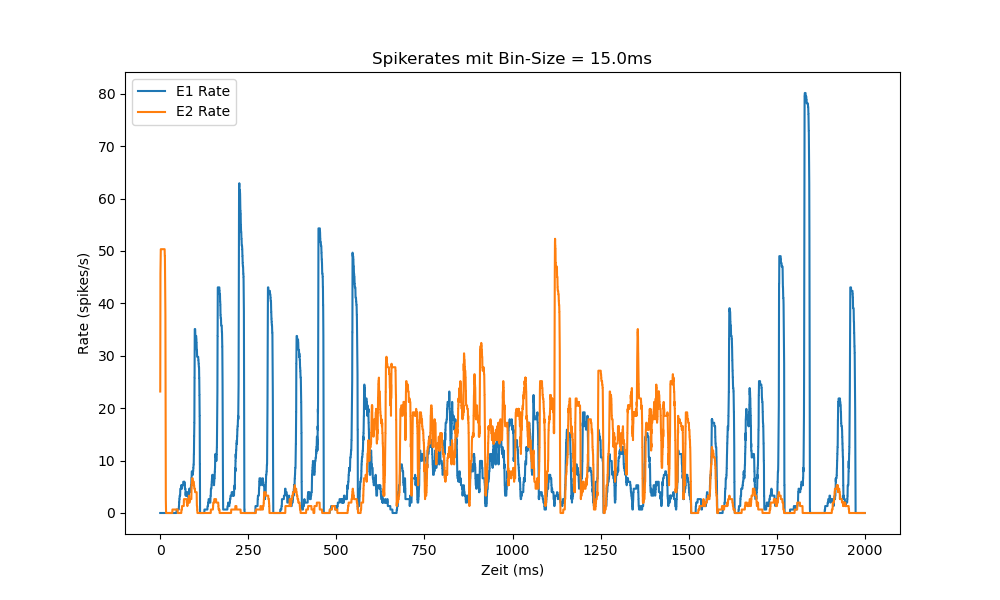 Spikerates mit Bin-Size = 15.0ms
E1 Rate
E2 Rate
80
70
60
50
40
30
20
10
0
Rate (spikes/s)
0 250 500 750 1000 1250 1500 1750 2000
Zeit (ms)